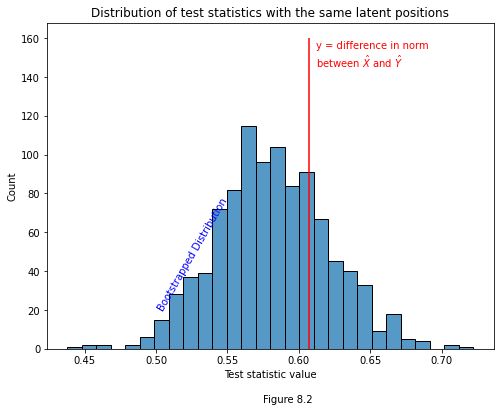 Distribution of test statistics with the same latent positions
y = difference in norm
between X̂ and Ŷ
Bootstrapped Distribution
Count
160
140
120
100
80
60
40
20
0
0.45 0.50 0.55 0.60 0.65 0.70
Test statistic value
Figure 8.2